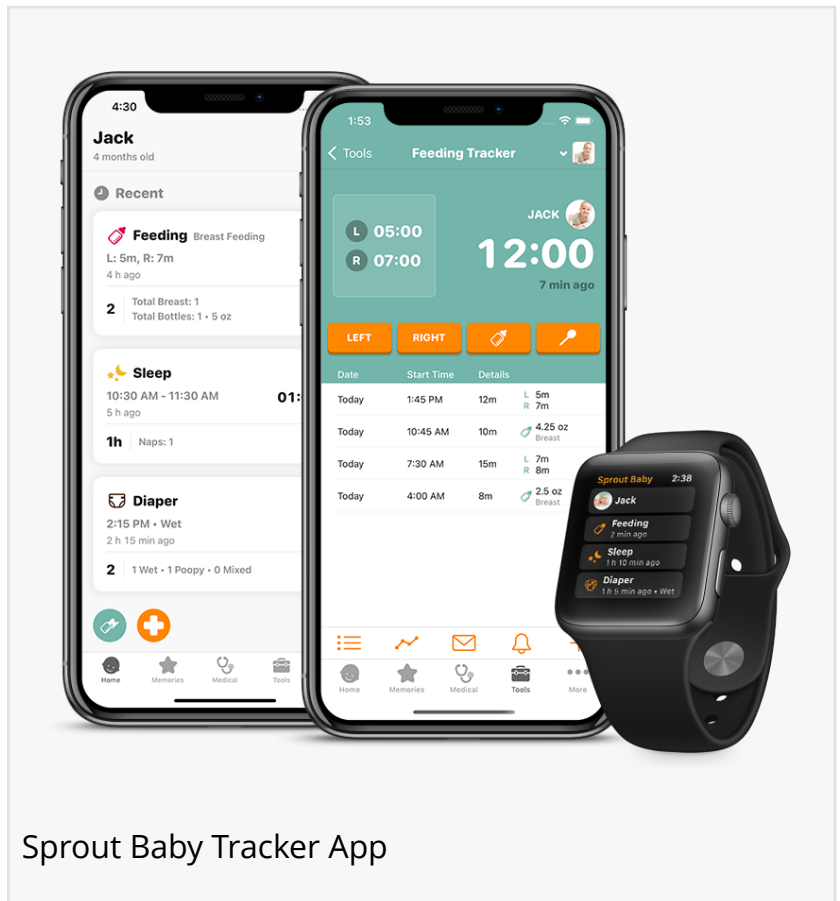 4:30
Jack
4 months old
Recent
Feeding Breast Feeding
L: 5m, R: 7m
4 h ago
2
Total Breast: 1
Total Bottles: 1 • 5 oz
Sleep
10:30 AM - 11:30 AM 01:
5 h ago
1h Naps: 1
Diaper
2:15 PM • Wet
2 h 15 min ago
2 1 Wet • 1 Poopy • 0 Mixed
Home Memories Medical Tools
1:53
Tools Feeding Tracker
L 05:00
R 07:00
JACK
12:00
7 min ago
LEFT RIGHT
Date Start Time Details
Today 1:45 PM 12m L 5m
R 7m
Today 10:45 AM 10m 4.25 oz
Breast
Today 7:30 AM 15m L 7m
R 8m
Today 4:00 AM 8m 2.5 oz
Breast
Home Memories Medical Tools More
Sprout Baby 2:38
Jack
Feeding
2 min ago
Sleep
1 h 10 min ago
Diaper
1 h 5 min ago • Wet
Sprout Baby Tracker App